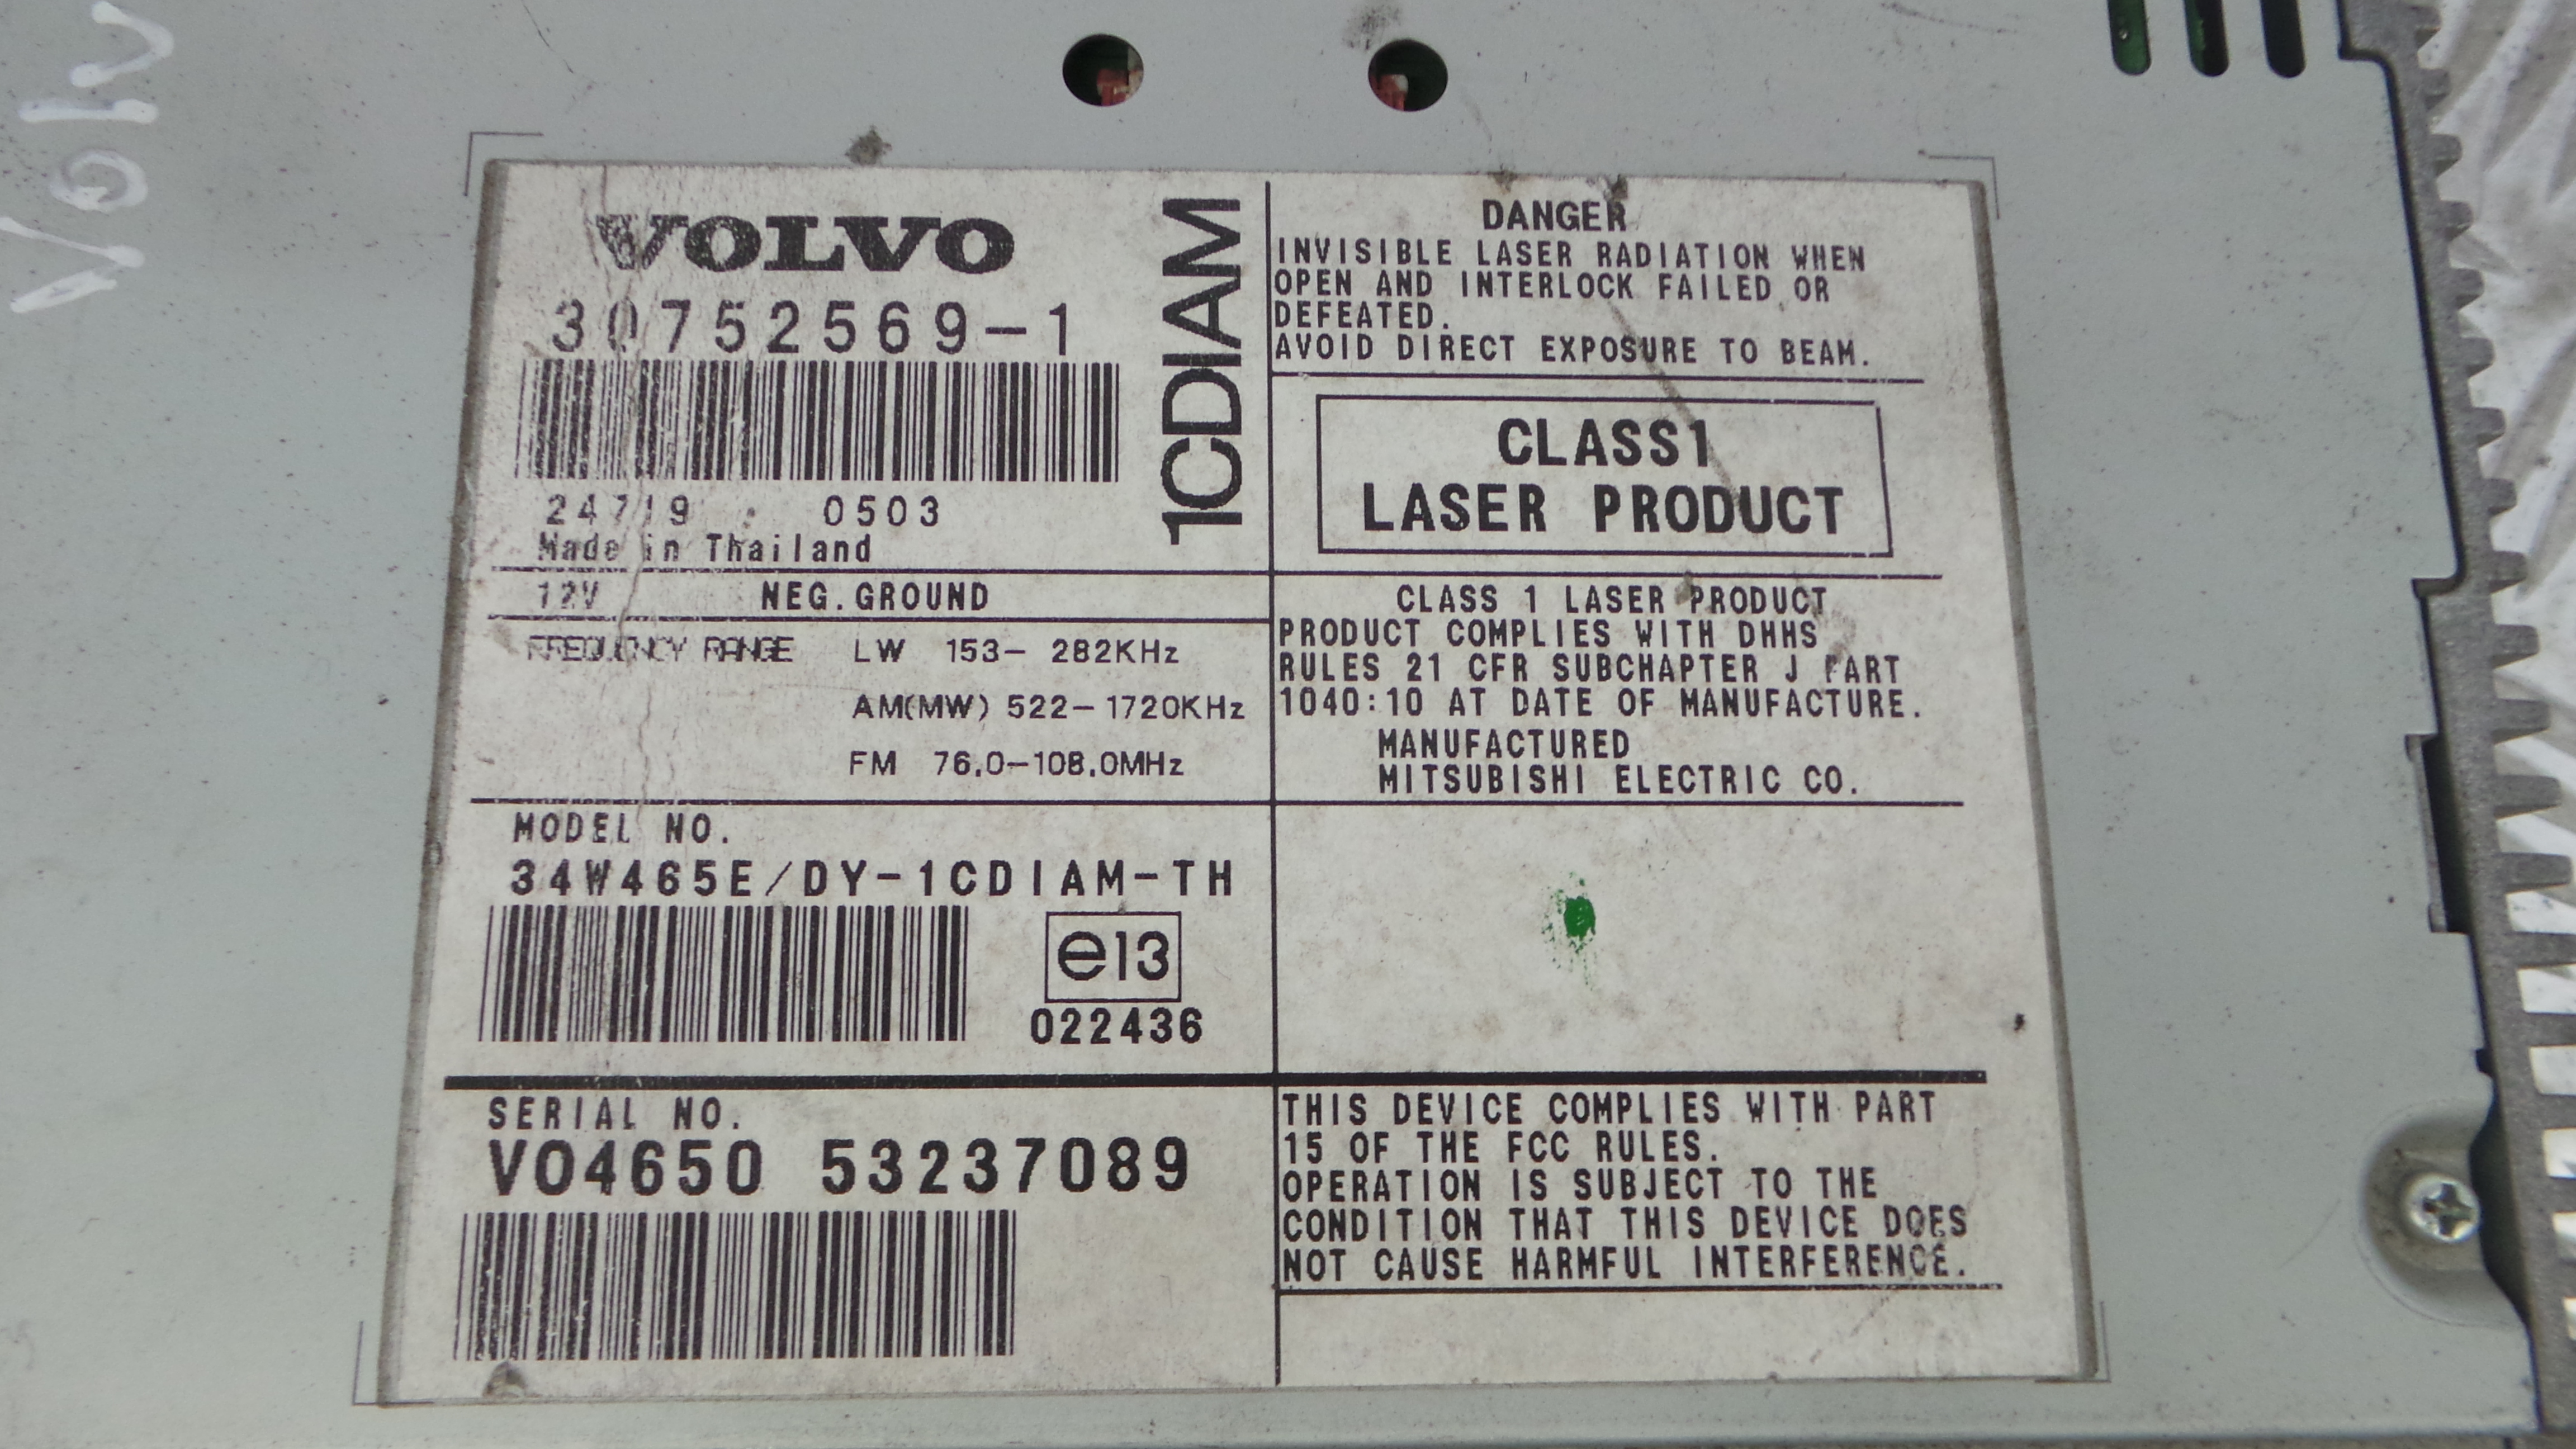 Volv
VOLVO
30752569-1
0503
Made in Thailand
1CDIAM
12V NEG.GROUND
FREQUENCY RANGE LW 153- 282KHz
AM(MW) 522-1720KHz
FM 76.0-108.0MHz
MODEL NO.
34W465E/DY-1CDIAM-TH
e13
022436
SERIAL NO.
VO4650 53237089
DANGER
INVISIBLE LASER RADIATION WHEN
OPEN AND INTERLOCK FAILED OR
DEFEATED.
AVOID DIRECT EXPOSURE TO BEAM.
CLASS1
LASER PRODUCT
CLASS 1 LASER PRODUCT
PRODUCT COMPLIES WITH DHHS
RULES 21 CFR SUBCHAPTER J PART
1040:10 AT DATE OF MANUFACTURE.
MANUFACTURED
MITSUBISHI ELECTRIC CO.
THIS DEVICE COMPLIES WITH PART
15 OF THE FCC RULES.
OPERATION IS SUBJECT TO THE
CONDITION THAT THIS DEVICE DOES
NOT CAUSE HARMFUL INTERFERENCE.